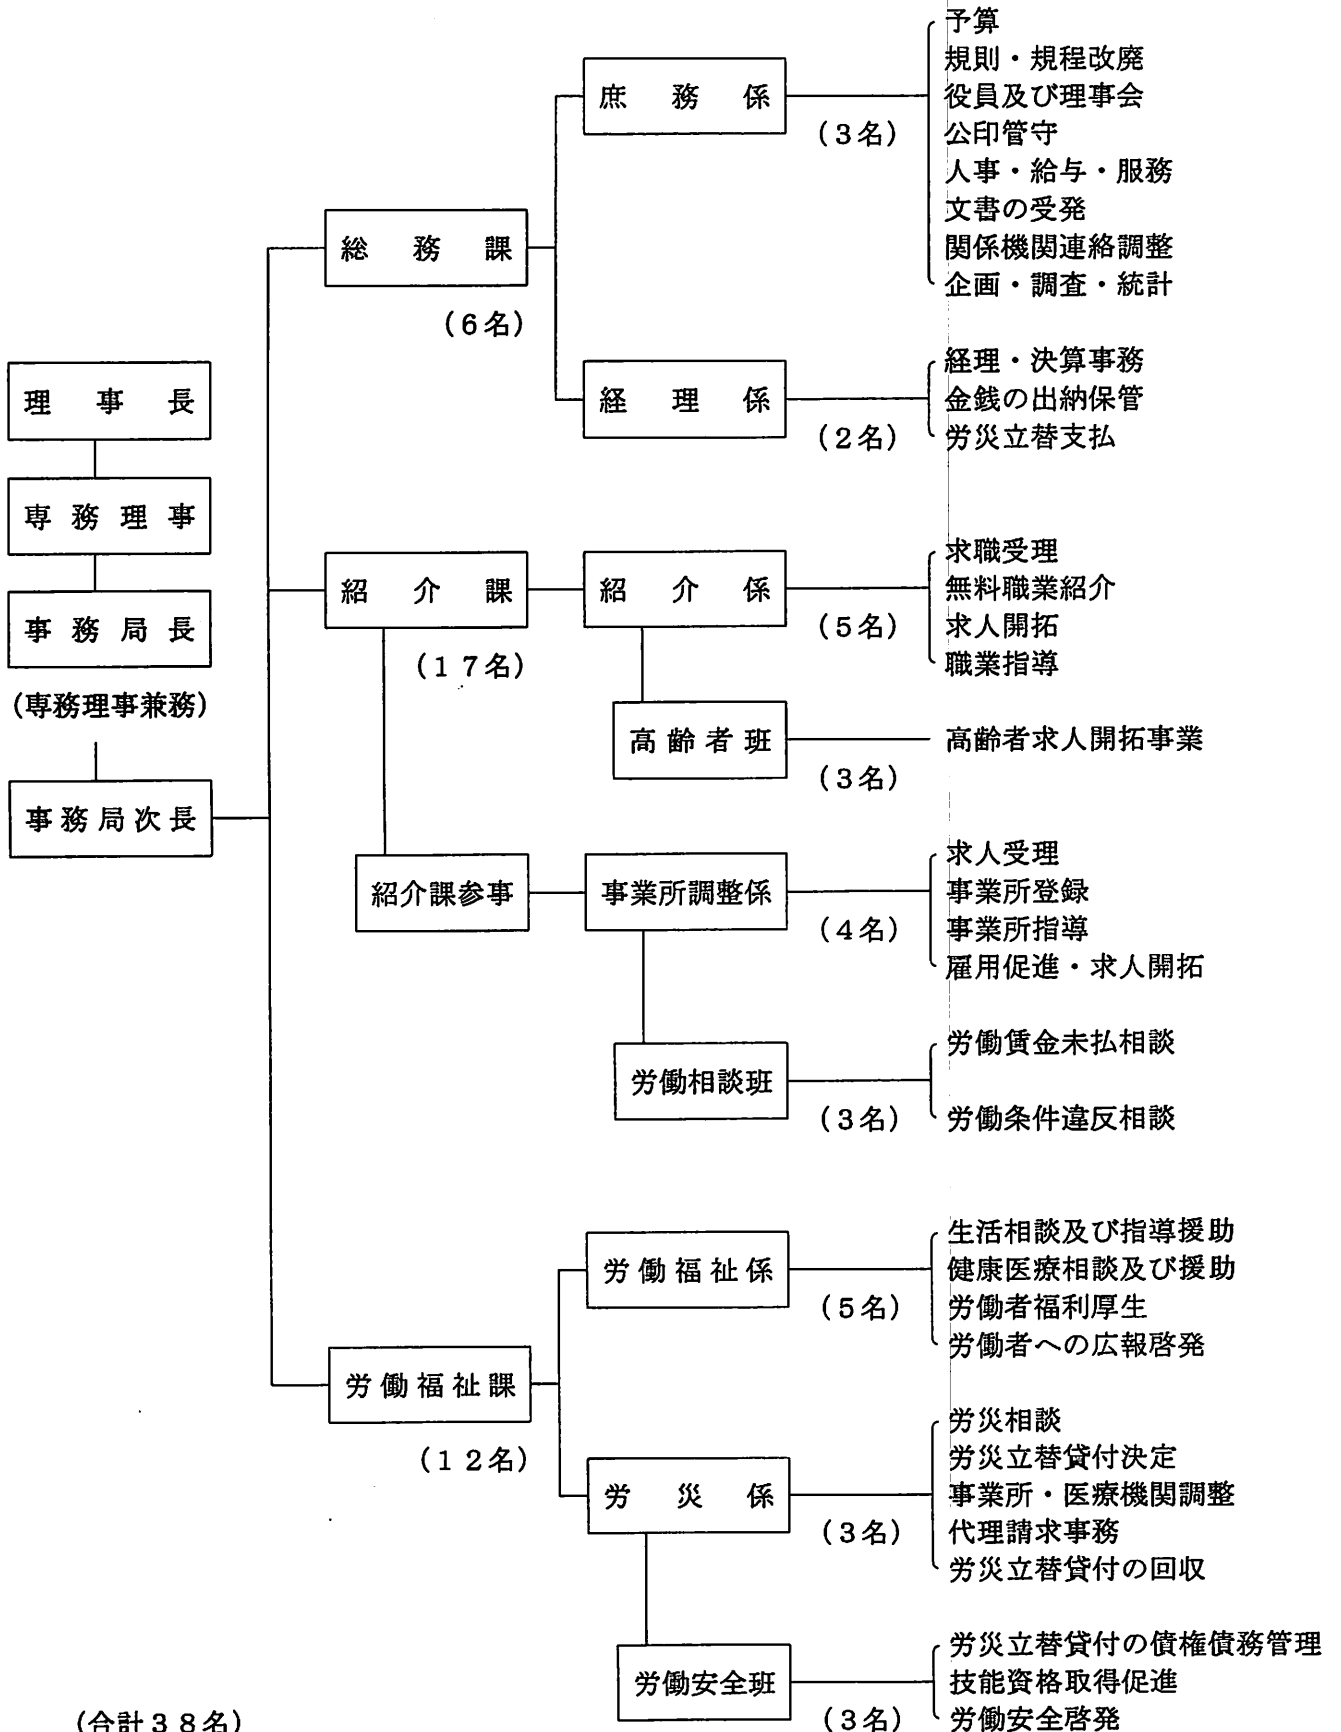 理事長
専務理事
事務局長
(専務理事兼務)
事務局次長
総務課
(6名)
庶務係
(3名)
予算
規則・規程改廃
役員及び理事会
公印管守
人事・給与・服務
文書の受発
関係機関連絡調整
企画・調査・統計
経理係
(2名)
経理・決算事務
金銭の出納保管
労災立替支払
紹介課
(17名)
紹介係
(5名)
求職受理
無料職業紹介
求人開拓
職業指導
高齢者班
(3名)
高齢者求人開拓事業
紹介課参事
事業所調整係
(4名)
求人受理
事業所登録
事業所指導
雇用促進・求人開拓
労働相談班
(3名)
労働賃金未払相談
労働条件違反相談
労働福祉課
(12名)
労働福祉係
(5名)
生活相談及び指導援助
健康医療相談及び援助
労働者福利厚生
労働者への広報啓発
労災係
(3名)
労災相談
労災立替貸付決定
事業所・医療機関調整
代理請求事務
労災立替貸付の回収
労働安全班
(3名)
労災立替貸付の債権債務管理
技能資格取得促進
労働安全啓発
(合計38名)